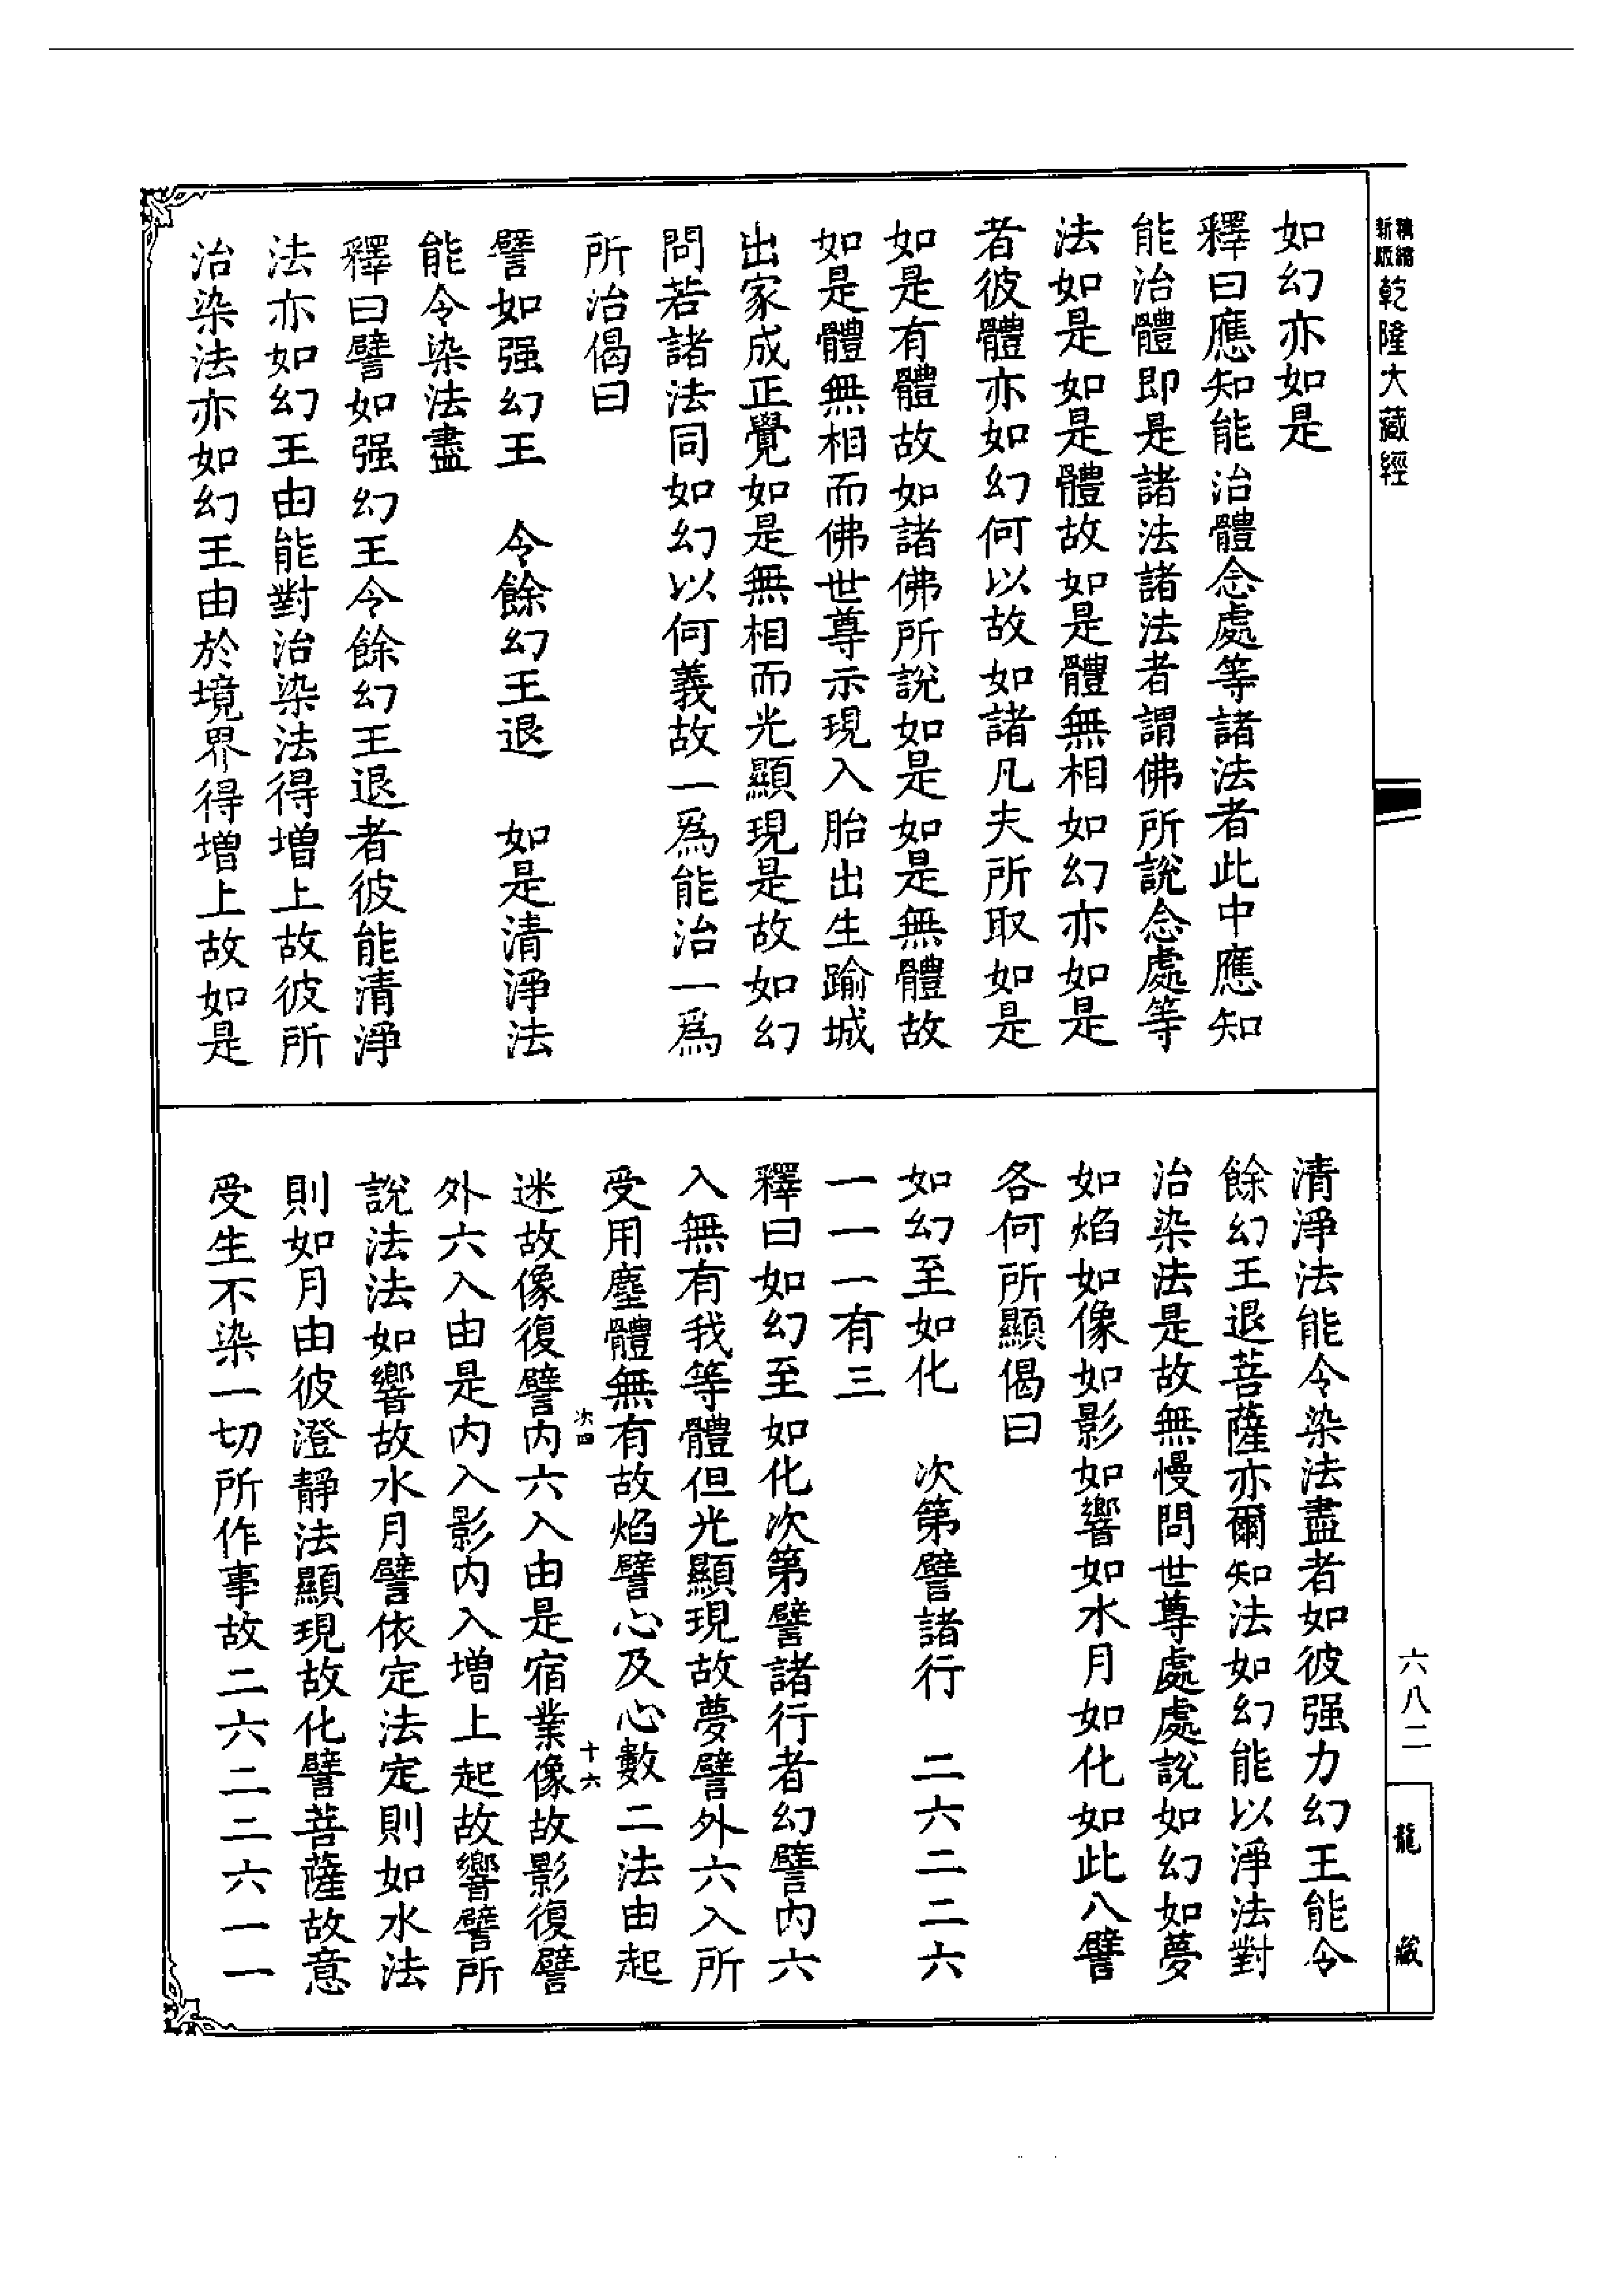 精縮新版乾隆大藏經
如幻亦如是
釋曰應知能治體念處等諸法者此中應知
能治體即是諸法諸法者謂佛所說念處等
法如是如是體故如是體無相如幻亦如是
者彼體亦如幻何以故如諸凡夫所取如是
如是有體故如諸佛所說如是如是無體故
如是體無相而佛世尊示現入胎出生踰城
出家成正覺如是無相而光顯現是故如幻
問若諸法同如幻以何義故一為能治一為
所治偈曰
譬如强幻王　令餘幻王退　如是清淨法
能令染法盡
釋曰譬如强幻王令餘幻王退者彼能清淨
法亦如幻王由能對治染法得增上故彼所
治染法亦如幻王由於境界得增上故如是
清淨法能令染法盡者如彼强力幻王能令
餘幻王退菩薩亦爾知法如幻能以淨法對
治染法是故無慢問世尊處處說如幻如夢
如焰如像如影如響如水月如化如此八譬
各何所顯偈曰
如幻至如化　次第譬諸行　二六二二六
一一一有三
釋曰如幻至如化次第譬諸行者幻譬內六
入無有我等體但光顯現故夢譬外六入所
受用塵體無有故焰譬心及心數二法由起
次四　十六
迷故像復譬內六入由是宿業像故影復譬
外六入由是內入影內入增上起故響譬所
說法法如響故水月譬依定法定則如水法
則如月由彼澄靜法顯現故化譬菩薩故意
受生不染一切所作事故二六二二六一一
六八二
龍藏